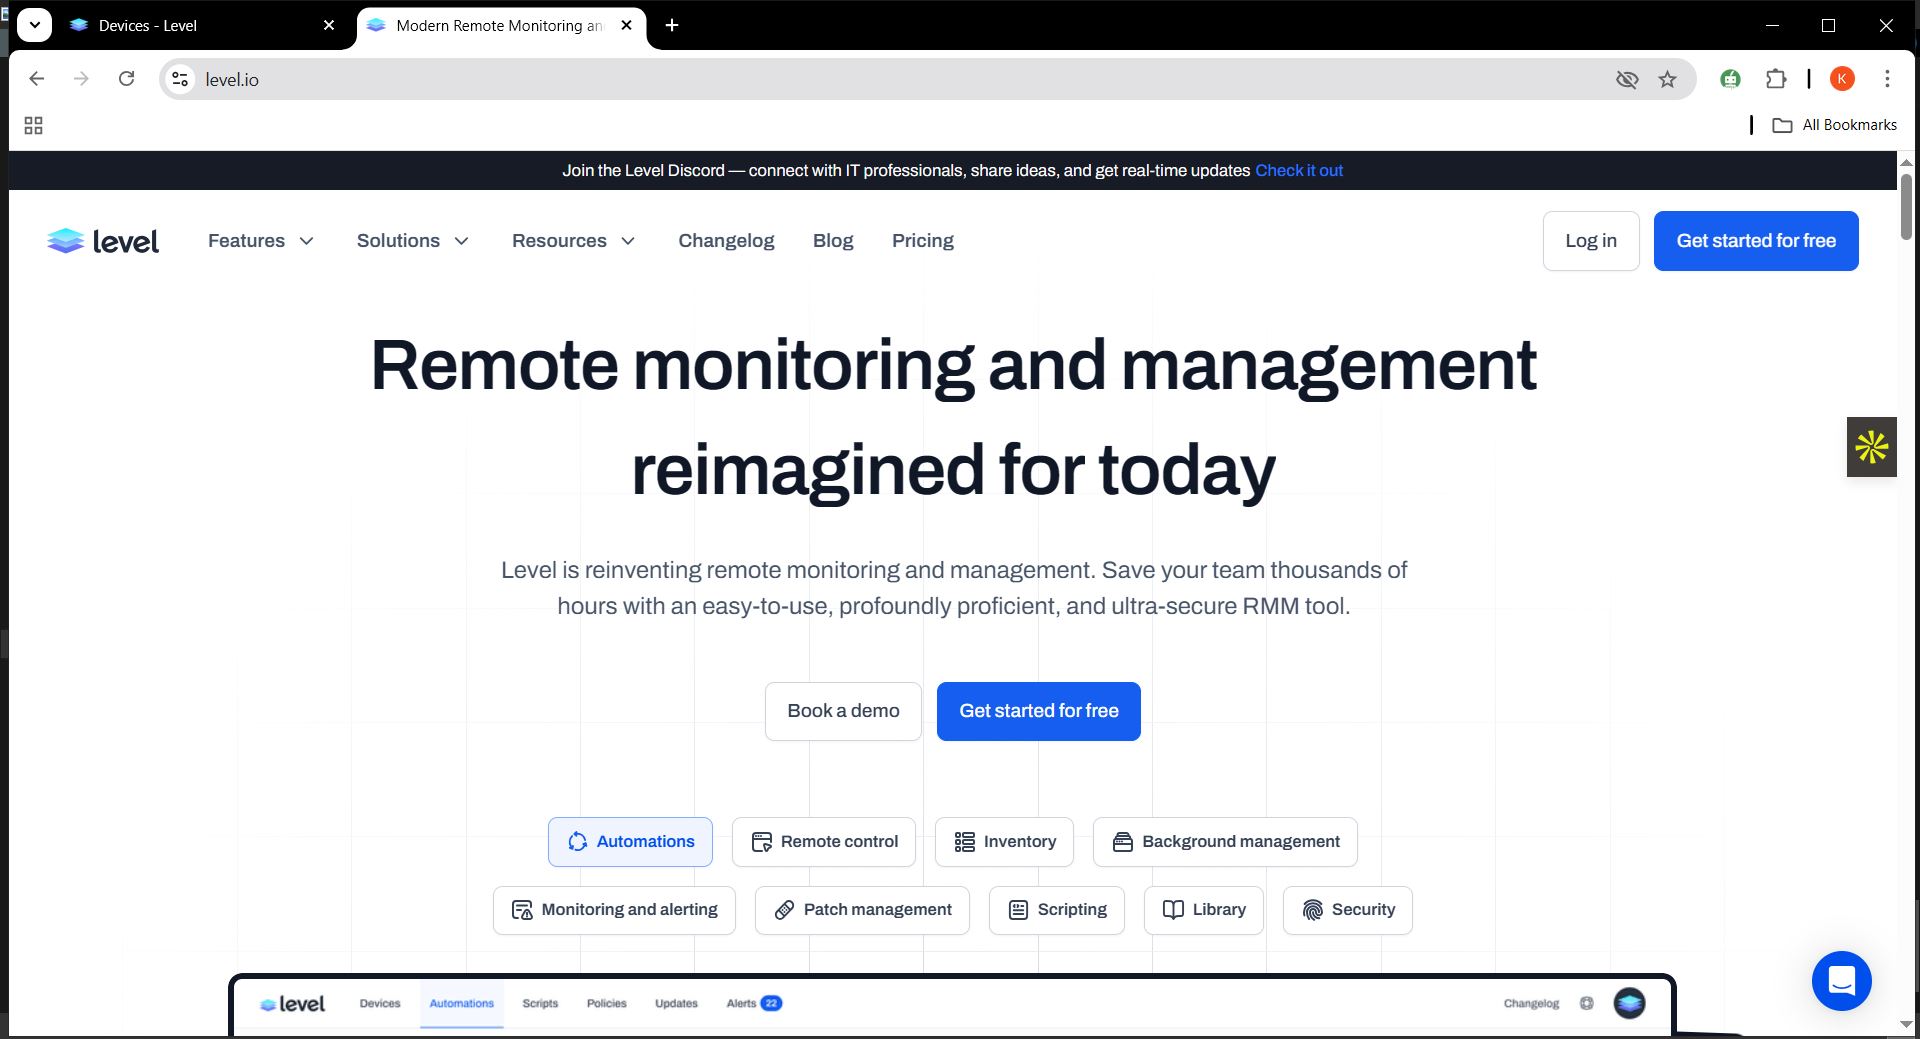 Devices - Level
Modern Remote Monitoring an
level.io
K
All Bookmarks
Join the Level Discord — connect with IT professionals, share ideas, and get real-time updates Check it out
level
Features
Solutions
Resources
Changelog
Blog
Pricing
Log in
Get started for free
Remote monitoring and management
reimagined for today
Level is reinventing remote monitoring and management. Save your team thousands of
hours with an easy-to-use, profoundly proficient, and ultra-secure RMM tool.
Book a demo
Get started for free
Automations
Remote control
Inventory
Background management
Monitoring and alerting
Patch management
Scripting
Library
Security
level
Devices
Automations
Scripts
Policies
Updates
Alerts 22
Changelog